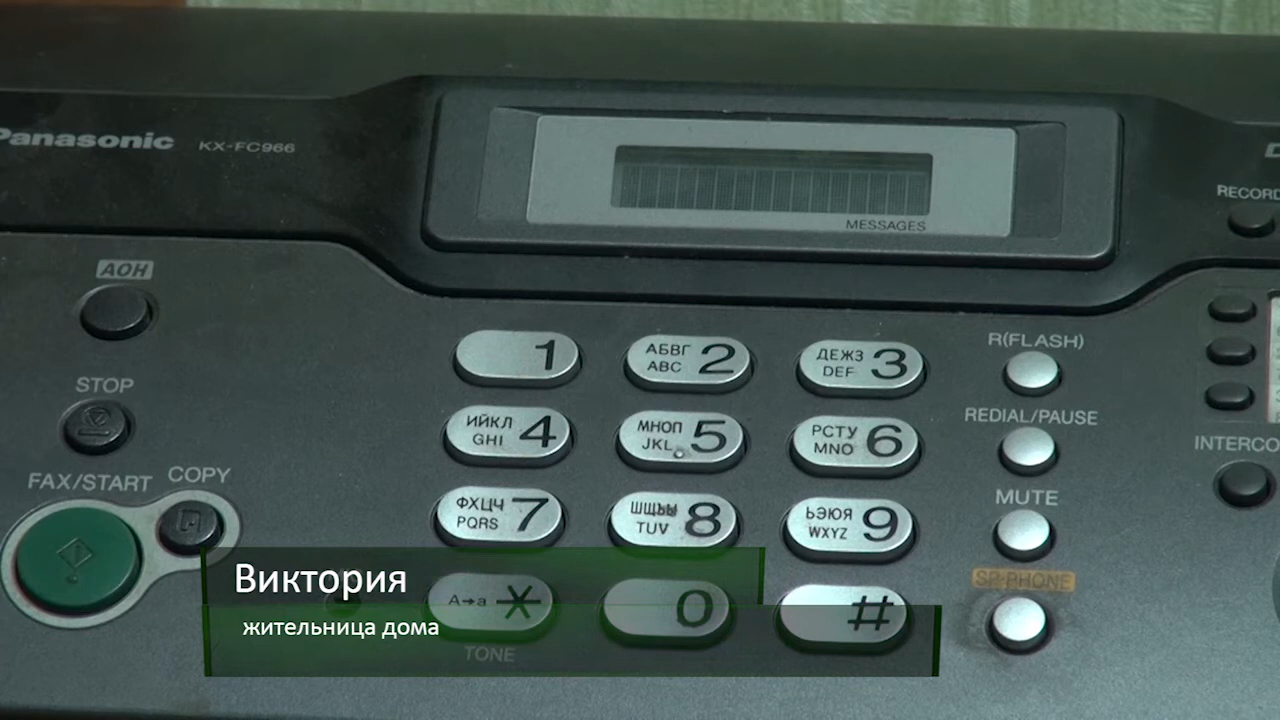 Panasonic KX-FC966
MESSAGES
RECORD
АОН
STOP
FAX/START
COPY
1
АБВГ 2
ABC
ДЕЖЗ 3
DEF
R(FLASH)
ИЙКЛ 4
GHI
МНОП 5
JKL
РСТУ 6
MNO
REDIAL/PAUSE
INTERCO
ФХЦЧ 7
PQRS
ШЩЪЫ 8
TUV
ЬЭЮЯ 9
WXYZ
MUTE
A→a *
0
#
SP-PHONE
TONE
Виктория
жительница дома